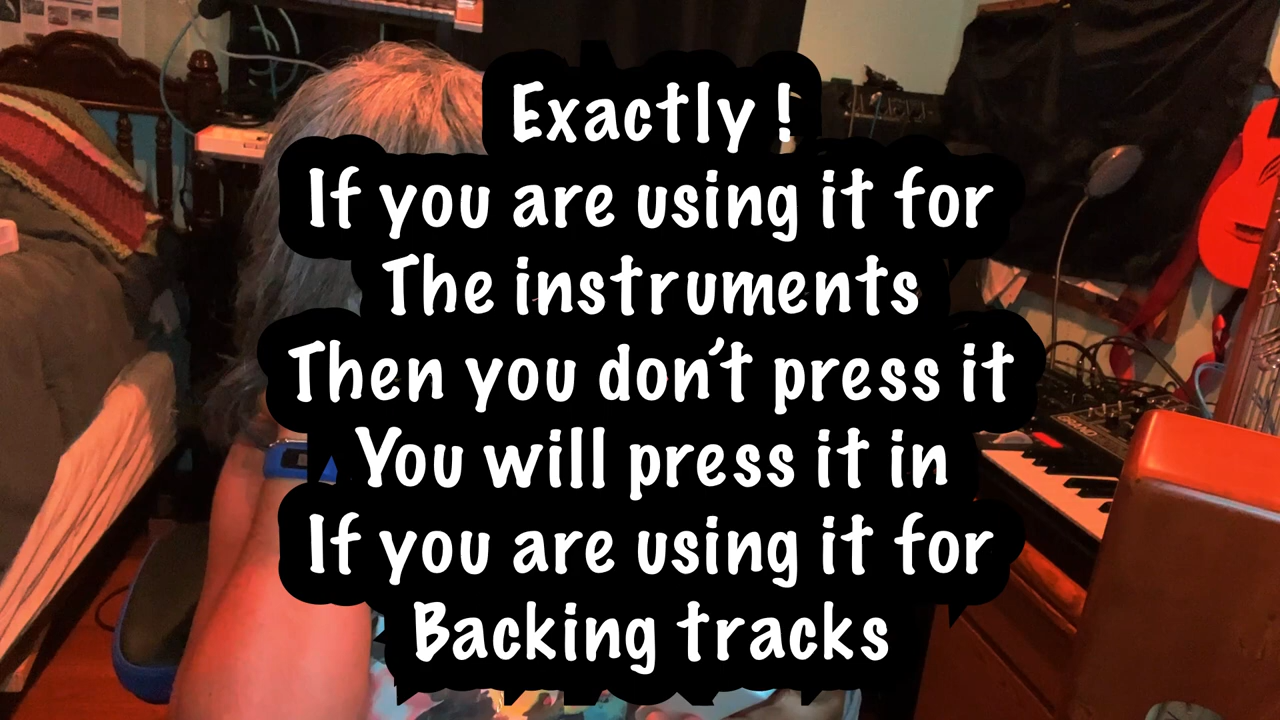 Exactly !
If you are using it for
The instruments
Then you don't press it
You will press it in
If you are using it for
Backing tracks